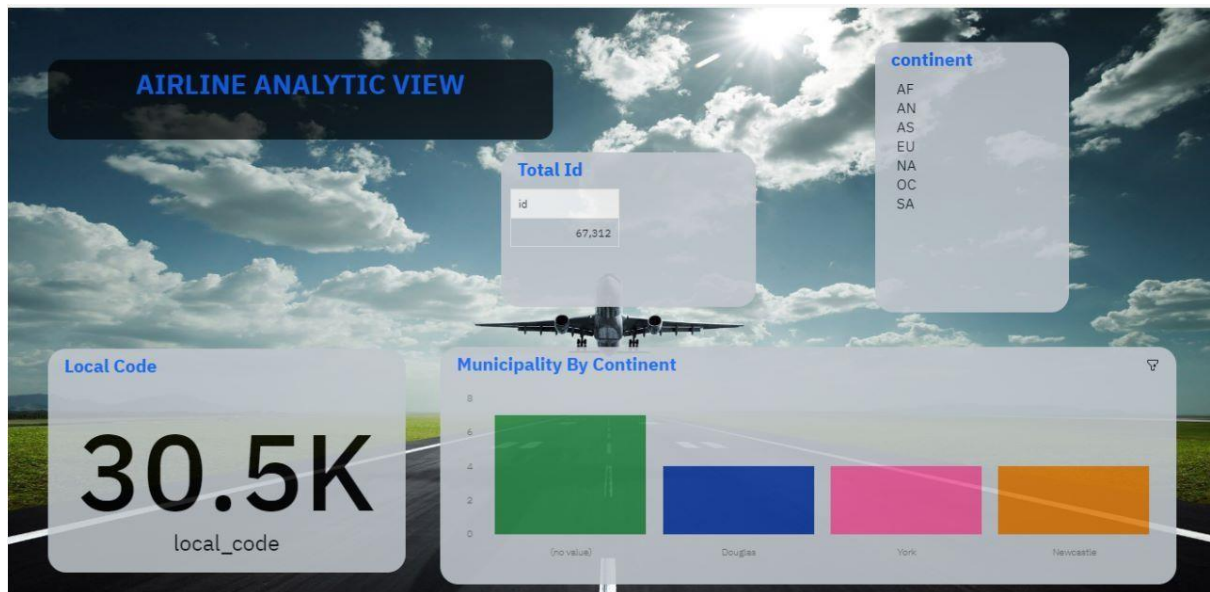 AIRLINE ANALYTIC VIEW
continent
AF
AN
AS
EU
NA
OC
SA
Total Id
id
67,312
Local Code
30.5K
local_code
Municipality By Continent
8
6
4
2
0
(no value) Douglas York Newcastle